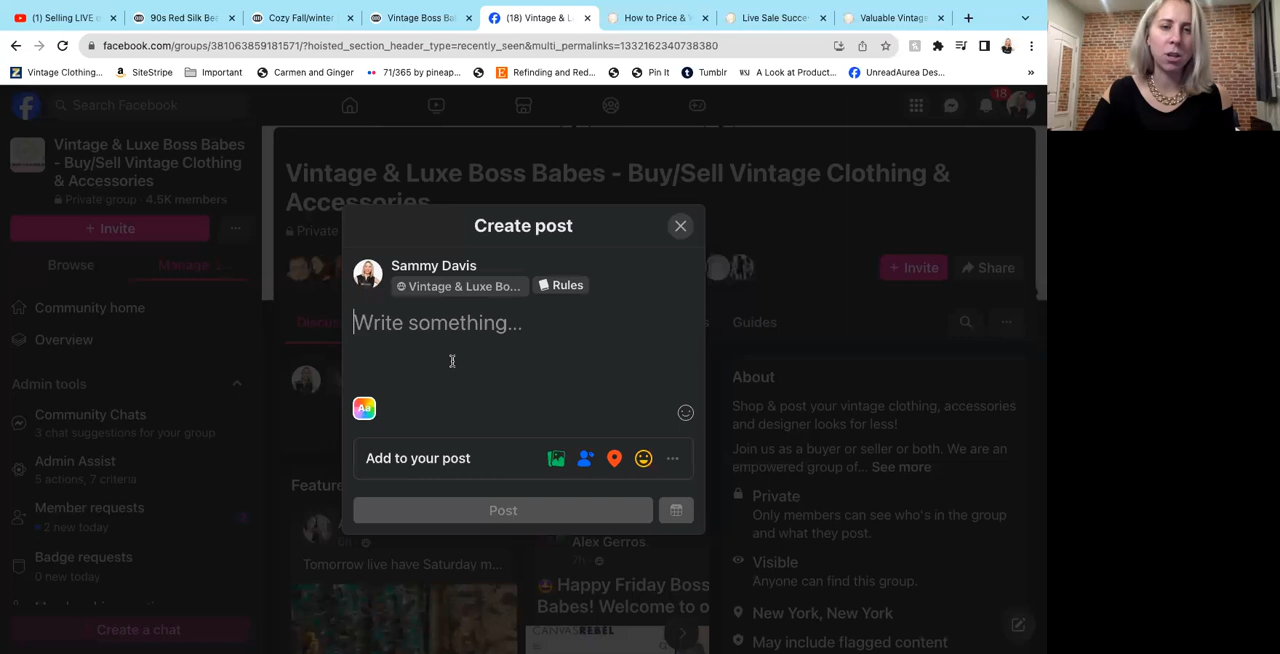 (1) Selling LIVE o
90s Red Silk Bea
Cozy Fall/winter
Vintage Boss Ba
(18) Vintage & L
How to Price & 
Live Sale Succe
Valuable Vintage
facebook.com/groups/381063859181571/?hoisted_section_header_type=recently_seen&multi_permalinks=1332162340738380
Vintage Clothing...
SiteStripe
Important
Carmen and Ginger
71/365 by pineap...
Refinding and Red...
Pin It
Tumblr
WSJ A Look at Product...
UnreadAurea Des...
»
Search Facebook
18
Vintage & Luxe Boss Babes
- Buy/Sell Vintage Clothing
& Accessories
Private group · 4.5K members
+ Invite
...
Browse
Manage
Community home
Overview
Admin tools
Community Chats
3 chat suggestions for your group
Admin Assist
5 actions, 7 criteria
Member requests
2 new today
Badge requests
0 new today
Create a chat
Vintage & Luxe Boss Babes - Buy/Sell Vintage Clothing &
Accessories
Private
+ Invite
Share
Guides
...
Create post
Sammy Davis
Vintage & Luxe Bo...
Rules
Write something...
Aa
Add to your post
...
Post
Feature
Tomorrow live have Saturday m...
Alex Gerros
7h
Happy Friday Boss
Babes! Welcome to o
CANVASREBEL
About
Shop & post your vintage clothing, accessories
and designer looks for less!
Join us as a buyer or seller or both. We are an
empowered group of... See more
Private
Only members can see who's in the group
and what they post.
Visible
Anyone can find this group.
New York, New York
May include flagged content